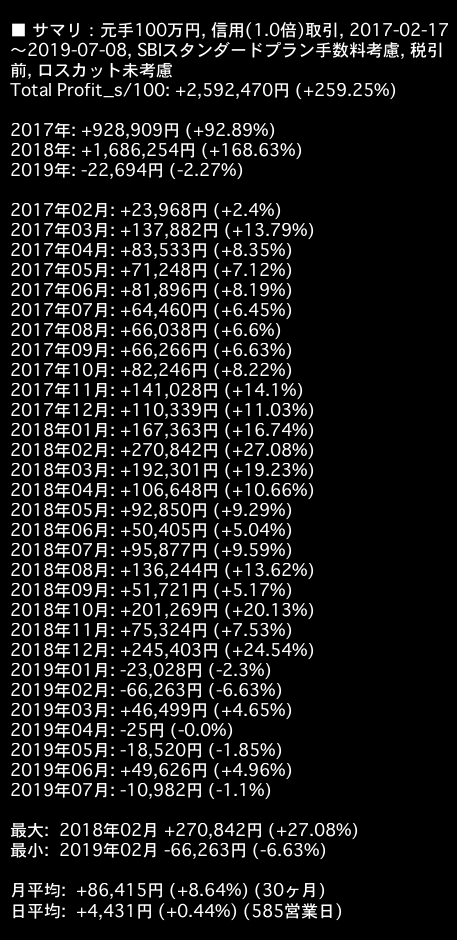 ■ サマリ : 元手100万円, 信用(1.0倍)取引, 2017-02-17
～2019-07-08, SBIスタンダードプラン手数料考慮, 税引
前, ロスカット未考慮
Total Profit_s/100: +2,592,470円 (+259.25%)
2017年: +928,909円 (+92.89%)
2018年: +1,686,254円 (+168.63%)
2019年: -22,694円 (-2.27%)
2017年02月: +23,968円 (+2.4%)
2017年03月: +137,882円 (+13.79%)
2017年04月: +83,533円 (+8.35%)
2017年05月: +71,248円 (+7.12%)
2017年06月: +81,896円 (+8.19%)
2017年07月: +64,460円 (+6.45%)
2017年08月: +66,038円 (+6.6%)
2017年09月: +66,266円 (+6.63%)
2017年10月: +82,246円 (+8.22%)
2017年11月: +141,028円 (+14.1%)
2017年12月: +110,339円 (+11.03%)
2018年01月: +167,363円 (+16.74%)
2018年02月: +270,842円 (+27.08%)
2018年03月: +192,301円 (+19.23%)
2018年04月: +106,648円 (+10.66%)
2018年05月: +92,850円 (+9.29%)
2018年06月: +50,405円 (+5.04%)
2018年07月: +95,877円 (+9.59%)
2018年08月: +136,244円 (+13.62%)
2018年09月: +51,721円 (+5.17%)
2018年10月: +201,269円 (+20.13%)
2018年11月: +75,324円 (+7.53%)
2018年12月: +245,403円 (+24.54%)
2019年01月: -23,028円 (-2.3%)
2019年02月: -66,263円 (-6.63%)
2019年03月: +46,499円 (+4.65%)
2019年04月: -25円 (-0.0%)
2019年05月: -18,520円 (-1.85%)
2019年06月: +49,626円 (+4.96%)
2019年07月: -10,982円 (-1.1%)
最大: 2018年02月 +270,842円 (+27.08%)
最小: 2019年02月 -66,263円 (-6.63%)
月平均: +86,415円 (+8.64%) (30ヶ月)
日平均: +4,431円 (+0.44%) (585営業日)